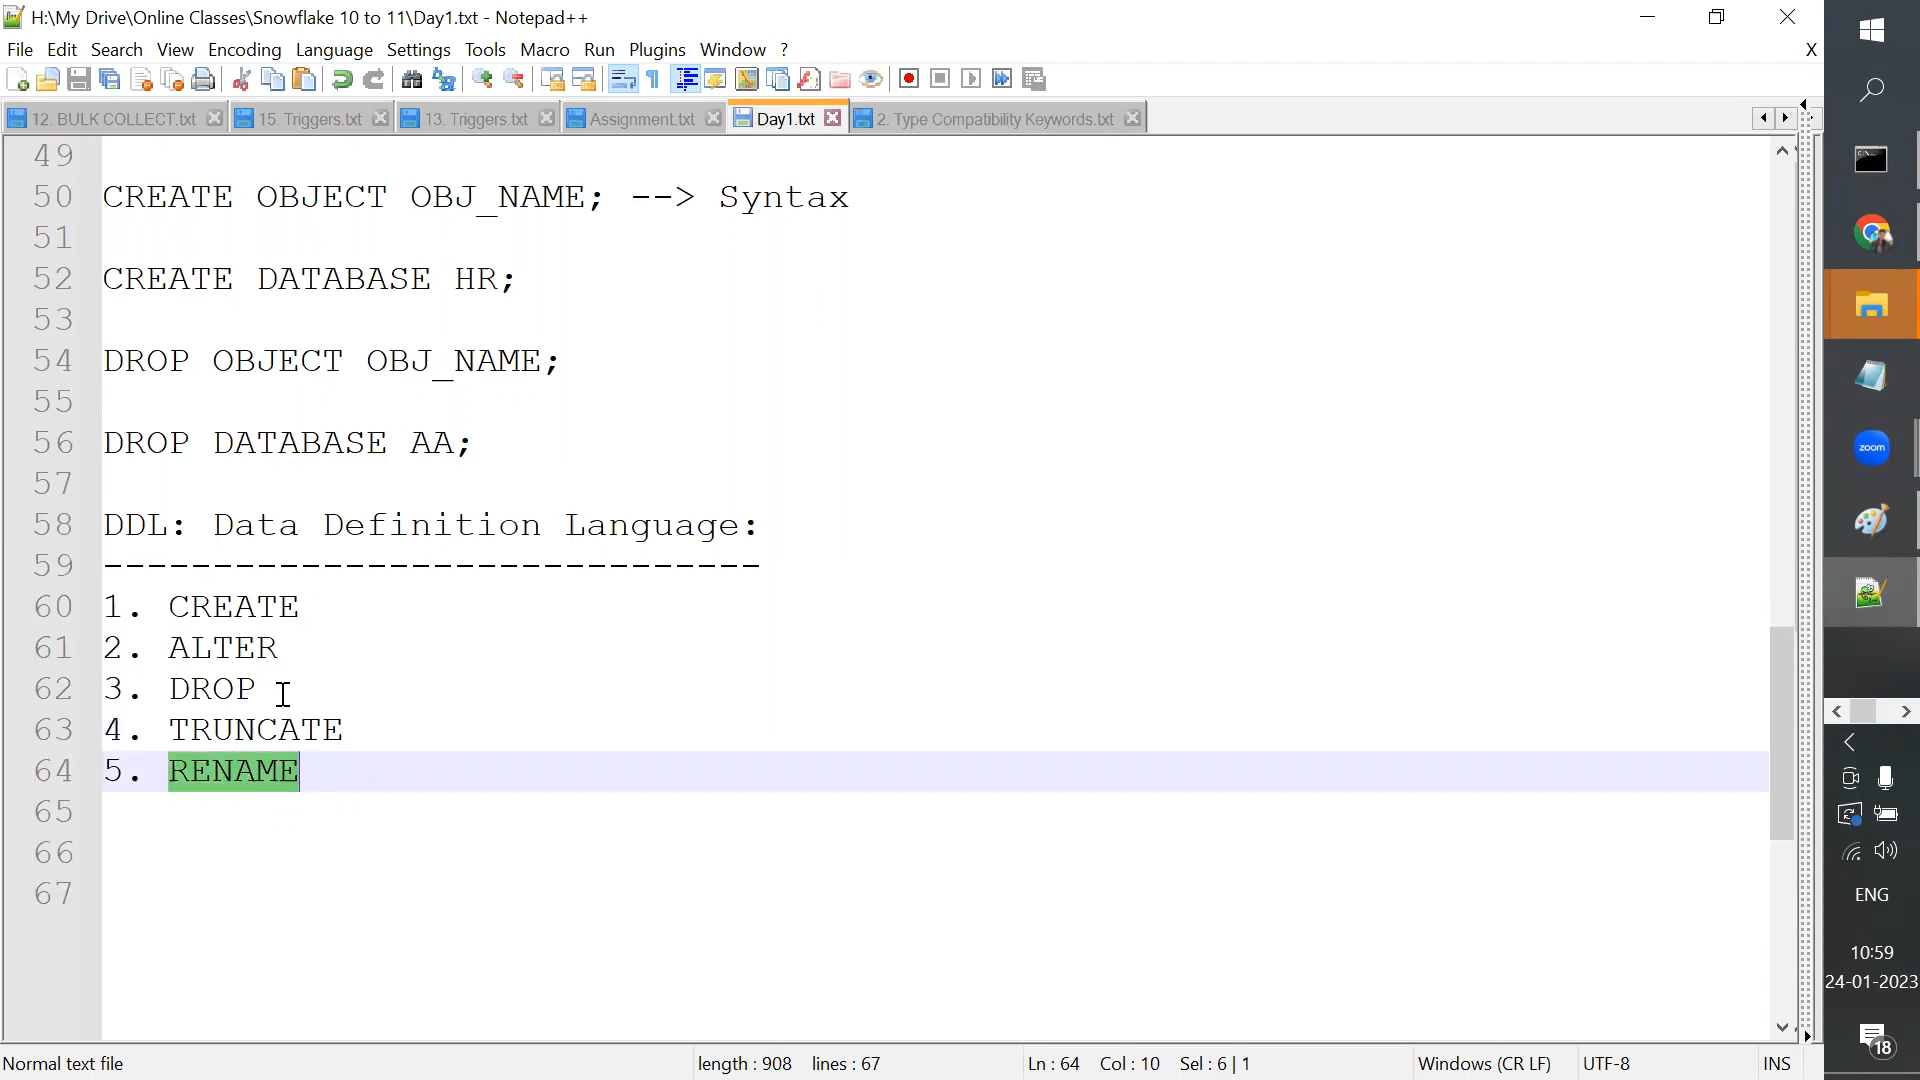 H:\My Drive\Online Classes\Snowflake 10 to 11\Day1.txt - Notepad++
File Edit Search View Encoding Language Settings Tools Macro Run Plugins Window ? X
12. BULK COLLECT.txt 15. Triggers.txt 13. Triggers.txt Assignment.txt Day1.txt 2. Type Compatibility Keywords.txt
49
50 CREATE OBJECT OBJ_NAME; --> Syntax
51
52 CREATE DATABASE HR;
53
54 DROP OBJECT OBJ_NAME;
55
56 DROP DATABASE AA;
57
58 DDL: Data Definition Language:
59 ------------------------------
60 1. CREATE
61 2. ALTER
62 3. DROP
63 4. TRUNCATE
64 5. RENAME
65
66
67
Normal text file length : 908 lines : 67 Ln : 64 Col : 10 Sel : 6 | 1 Windows (CR LF) UTF-8 INS
zoom
ENG
10:59
24-01-2023
18